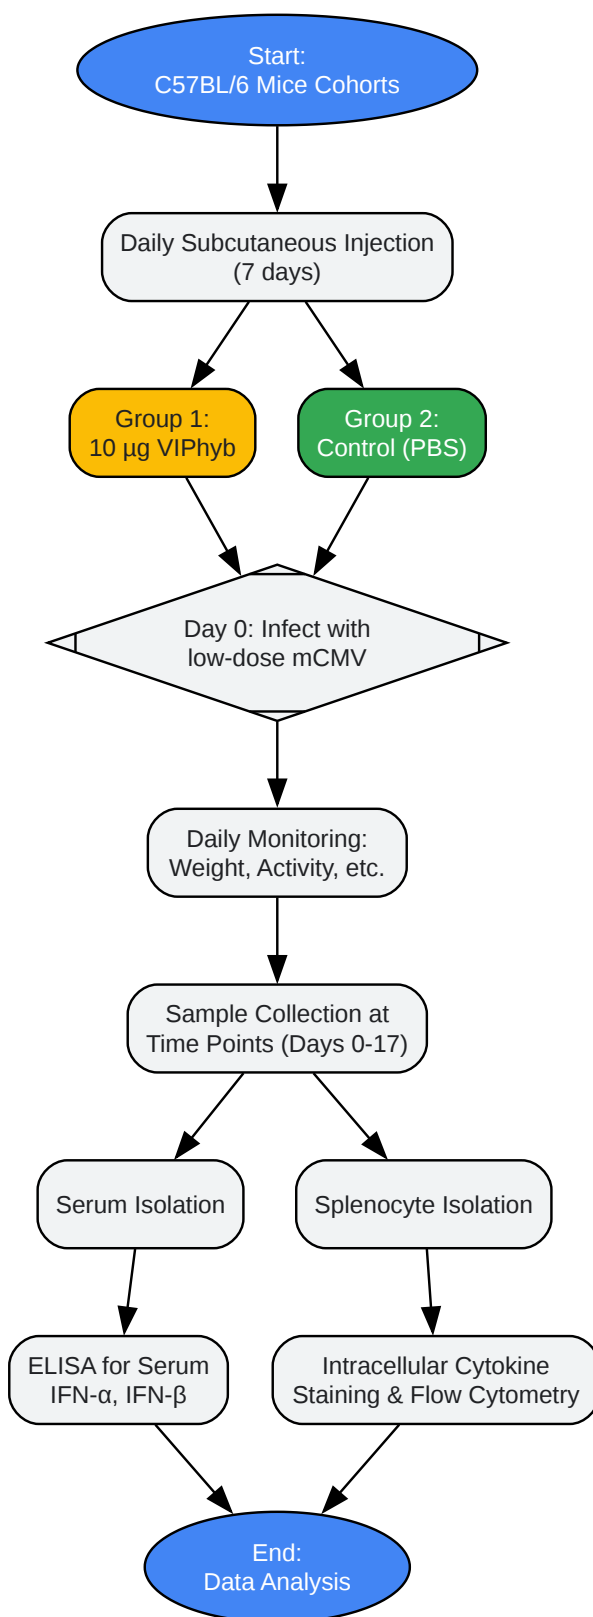 Start:
C57BL/6 Mice Cohorts
Daily Subcutaneous Injection
(7 days)
Group 1:
10 µg VIPhyb
Group 2:
Control (PBS)
Day 0: Infect with
low-dose mCMV
Daily Monitoring:
Weight, Activity, etc.
Sample Collection at
Time Points (Days 0-17)
Serum Isolation
Splenocyte Isolation
ELISA for Serum
IFN-α, IFN-β
Intracellular Cytokine
Staining & Flow Cytometry
End:
Data Analysis